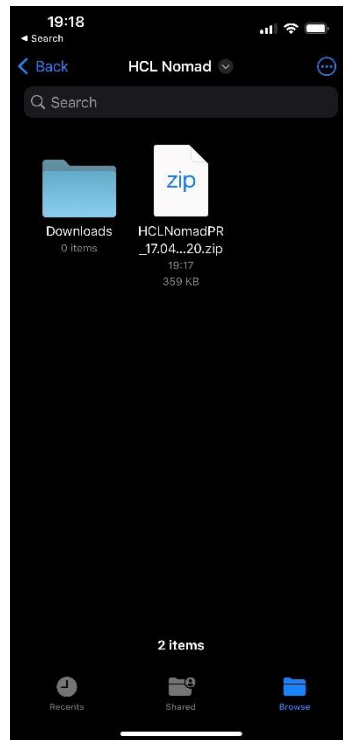 19:18
Search
Back
HCL Nomad
Search
zip
Downloads
0 items
HCLNomadPR
_17.04...20.zip
19:17
359 KB
2 items
Recents
Shared
Browse